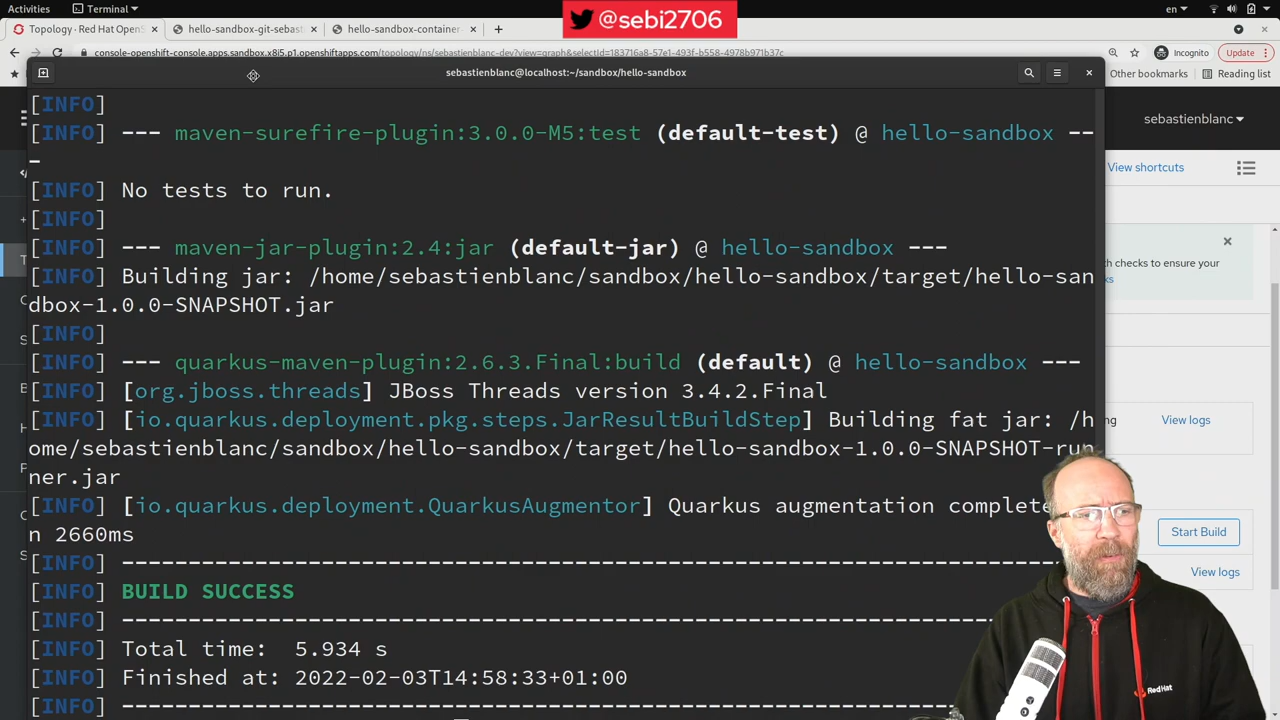 Activities Terminal en
@sebi2706
Topology · Red Hat OpenS hello-sandbox-git-sebast hello-sandbox-container-
console-openshift-console.apps.sandbox.x8i5.p1.openshiftapps.com/topology/ns/sebastienblanc-dev?view=graph&selectId=183716a8-57e1-493f-b558-971b7bfb971b37c Incognito Update
sebastienblanc@localhost:~/sandbox/hello-sandbox
Other bookmarks Reading list
[INFO]
[INFO] --- maven-surefire-plugin:3.0.0-M5:test (default-test) @ hello-sandbox --
-
[INFO] No tests to run.
[INFO]
[INFO] --- maven-jar-plugin:2.4:jar (default-jar) @ hello-sandbox ---
[INFO] Building jar: /home/sebastienblanc/sandbox/hello-sandbox/target/hello-san
dbox-1.0.0-SNAPSHOT.jar
[INFO]
[INFO] --- quarkus-maven-plugin:2.6.3.Final:build (default) @ hello-sandbox ---
[INFO] [org.jboss.threads] JBoss Threads version 3.4.2.Final
[INFO] [io.quarkus.deployment.pkg.steps.JarResultBuildStep] Building fat jar: /h
ome/sebastienblanc/sandbox/hello-sandbox/target/hello-sandbox-1.0.0-SNAPSHOT-run
ner.jar
[INFO] [io.quarkus.deployment.QuarkusAugmentor] Quarkus augmentation complete
n 2660ms
[INFO] ------------------------------------------------------------------------
[INFO] BUILD SUCCESS
[INFO] ------------------------------------------------------------------------
[INFO] Total time:  5.934 s
[INFO] Finished at: 2022-02-03T14:58:33+01:00
[INFO] ------------------------------------------------------------------------
sebastienblanc
View shortcuts
th checks to ensure your
ks
ng View logs
Start Build
View logs
Red Hat